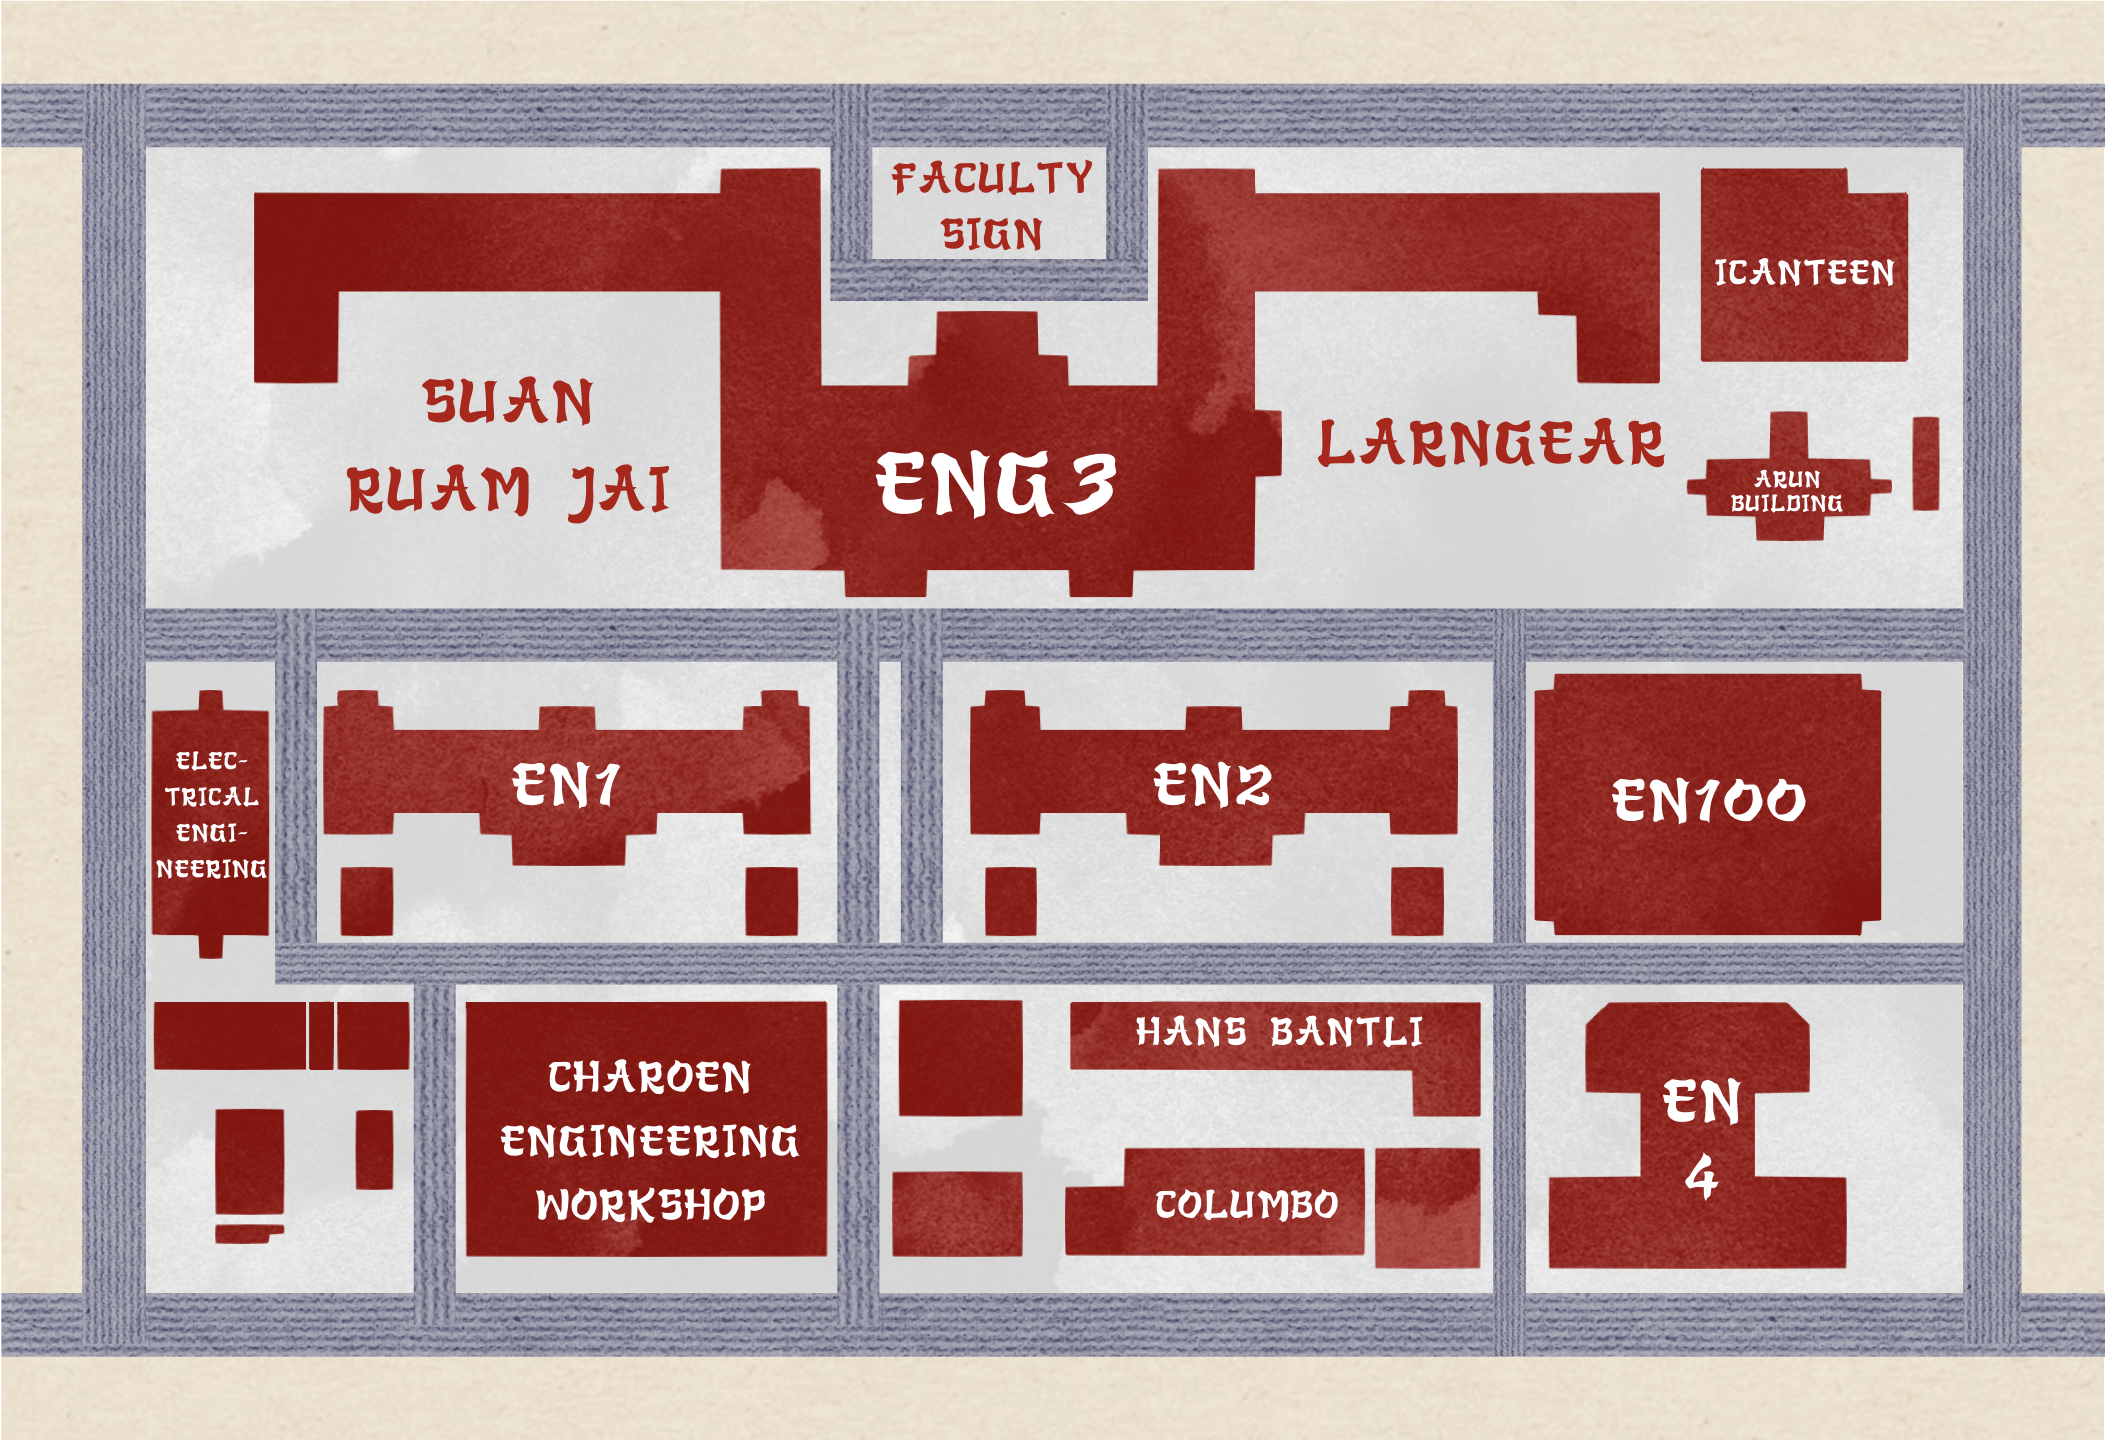 FACULTY
SIGN
ICANTEEN
SUAN
RUAM JAI
ENG3
LARNGEAR
ARUN
BUILDING
ELEC-
TRICAL
ENGI-
NEERING
EN1
EN2
EN100
CHAROEN
ENGINEERING
WORKSHOP
HANS BANTLI
COLUMBO
EN
4